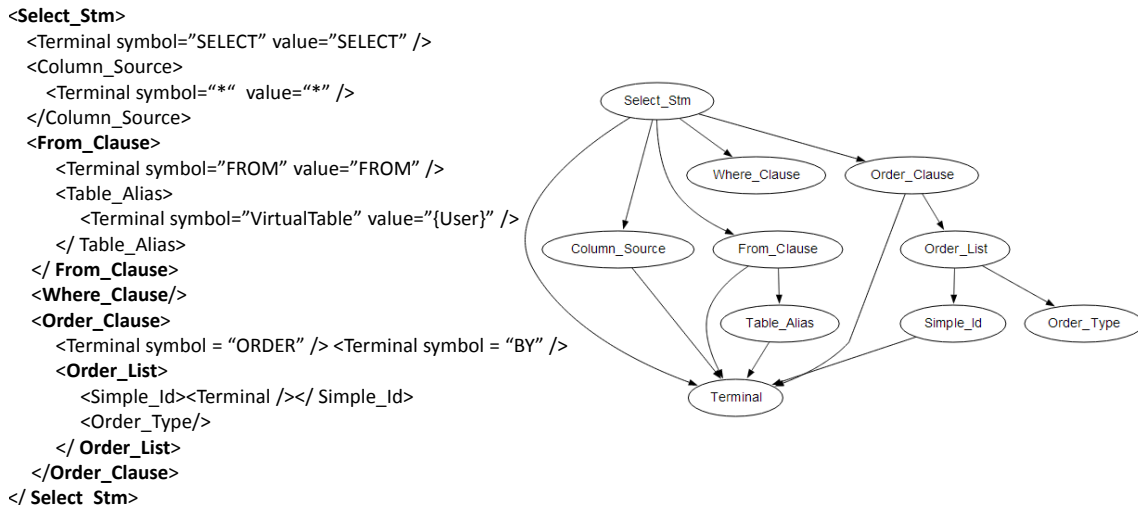 <Select_Stm>
<Terminal symbol=”SELECT” value=”SELECT” />
<Column_Source>
<Terminal symbol=“*“  value=“*” />
</Column_Source>
<From_Clause>
<Terminal symbol=”FROM” value=”FROM” />
<Table_Alias>
<Terminal symbol=”VirtualTable” value=”{User}” />
</ Table_Alias>
</ From_Clause>
<Where_Clause/>
<Order_Clause>
<Terminal symbol = “ORDER” /> <Terminal symbol = “BY” />
<Order_List>
<Simple_Id><Terminal /></ Simple_Id>
<Order_Type/>
</ Order_List>
</Order_Clause>
</ Select_Stm>
Select_Stm
Where_Clause
Order_Clause
Column_Source
From_Clause
Order_List
Table_Alias
Simple_Id
Order_Type
Terminal